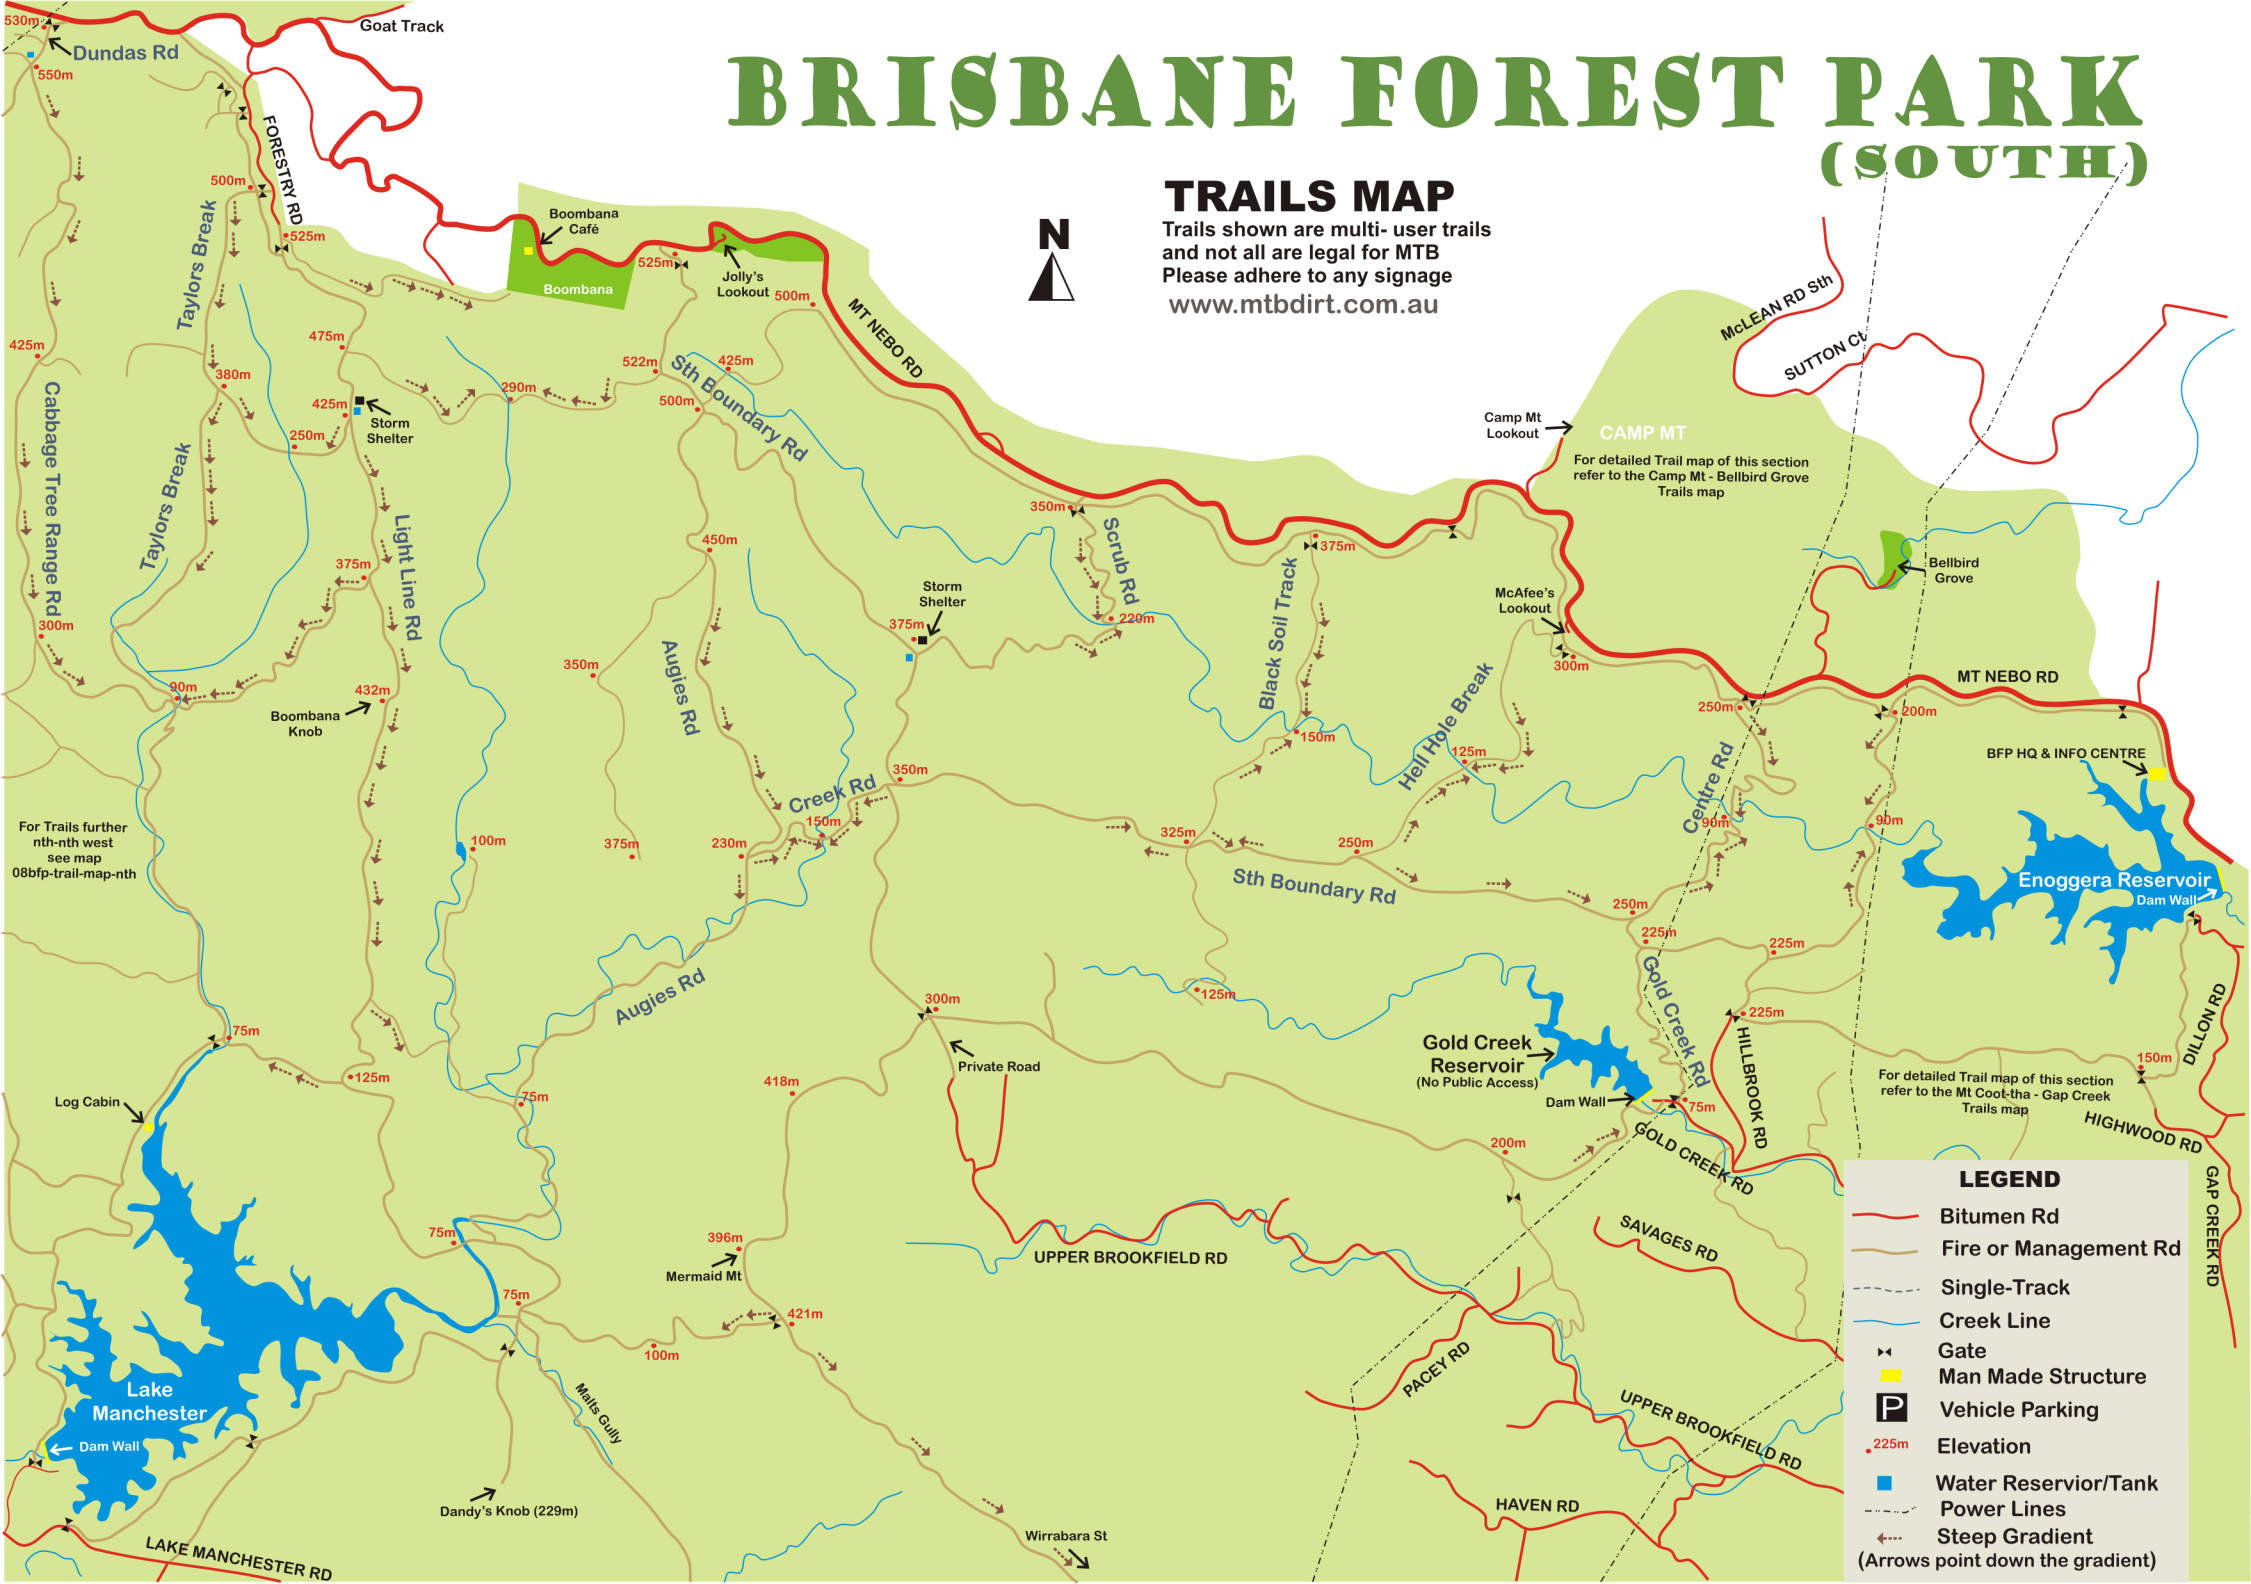 BRISBANE FOREST PARK
(SOUTH)
TRAILS MAP
Trails shown are multi- user trails
and not all are legal for MTB
Please adhere to any signage
www.mtbdirt.com.au
N
530m
Dundas Rd
550m
Goat Track
FORESTRY RD
500m
525m
Taylors Break
Boombana
Café
Boombana
525m
Jolly's
Lookout
500m
MT NEBO RD
McLEAN RD Sth
SUTTON Ct
425m
475m
380m
425m
250m
Storm
Shelter
290m
522m
425m
500m
Sth Boundary Rd
Cabbage Tree Range Rd
Taylors Break
Light Line Rd
375m
Camp Mt
Lookout
CAMP MT
For detailed Trail map of this section
refer to the Camp Mt - Bellbird Grove
Trails map
350m
Scrub Rd
450m
375m
Black Soil Track
Bellbird
Grove
McAfee's
Lookout
300m
Storm
Shelter
375m
220m
300m
350m
Augies Rd
Hell Hole Break
MT NEBO RD
90m
432m
Boombana
Knob
250m
200m
150m
125m
Centre Rd
BFP HQ & INFO CENTRE
350m
Creek Rd
150m
For Trails further
nth-nth west
see map
08bfp-trail-map-nth
100m
375m
230m
325m
250m
90m
90m
Sth Boundary Rd
Enoggera Reservoir
Dam Wall
250m
225m
225m
Augies Rd
125m
300m
Gold Creek Rd
225m
DILLON RD
75m
Private Road
Gold Creek
Reservoir
(No Public Access)
Dam Wall
75m
HILLBROOK RD
150m
For detailed Trail map of this section
refer to the Mt Coot-tha - Gap Creek
Trails map
HIGHWOOD RD
GAP CREEK RD
125m
418m
75m
Log Cabin
200m
GOLD CREEK RD
SAVAGES RD
75m
396m
Mermaid Mt
UPPER BROOKFIELD RD
75m
421m
100m
PACEY RD
UPPER BROOKFIELD RD
Lake
Manchester
Dam Wall
Malts Gully
Dandy's Knob (229m)
HAVEN RD
Wirrabara St
LAKE MANCHESTER RD
LEGEND
Bitumen Rd
Fire or Management Rd
Single-Track
Creek Line
Gate
Man Made Structure
P
Vehicle Parking
225m
Elevation
Water Reservior/Tank
Power Lines
Steep Gradient
(Arrows point down the gradient)